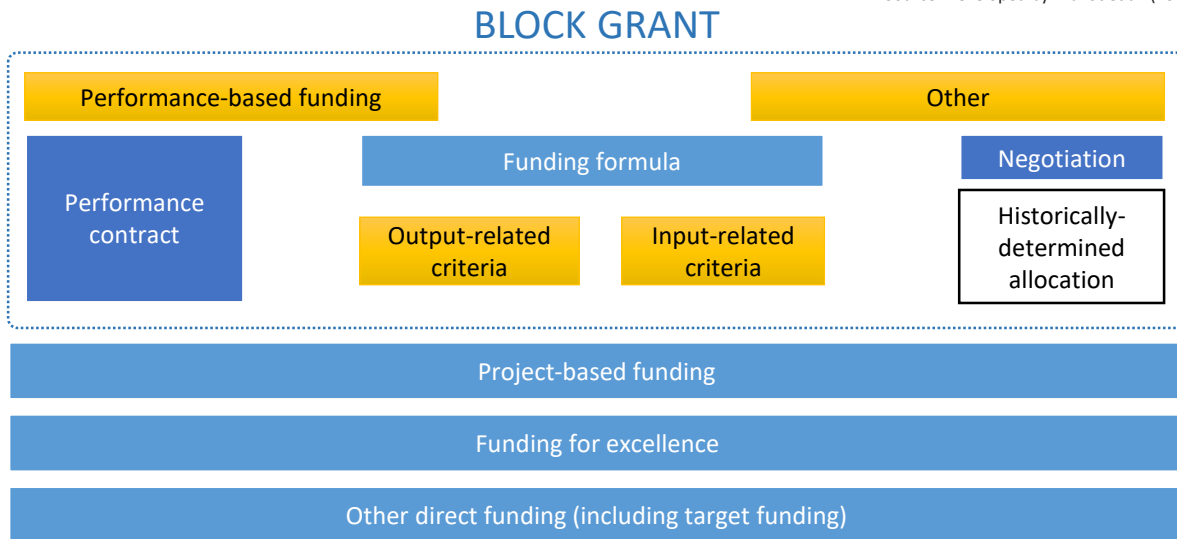 BLOCK GRANT
Performance-based funding
Other
Performance
contract
Funding formula
Negotiation
Output-related
criteria
Input-related
criteria
Historically-
determined
allocation
Project-based funding
Funding for excellence
Other direct funding (including target funding)